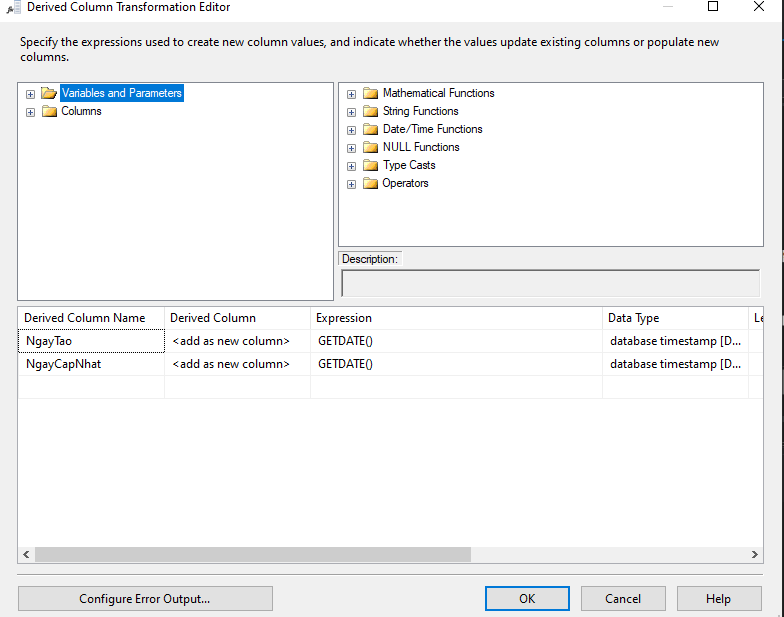 Derived Column Transformation Editor
Specify the expressions used to create new column values, and indicate whether the values update existing columns or populate new
columns.
Variables and Parameters
Columns
Mathematical Functions
String Functions
Date/Time Functions
NULL Functions
Type Casts
Operators
Description:
Derived Column Name Derived Column Expression Data Type Le
NgayTao <add as new column> GETDATE() database timestamp [D...
NgayCapNhat <add as new column> GETDATE() database timestamp [D...
Configure Error Output... OK Cancel Help